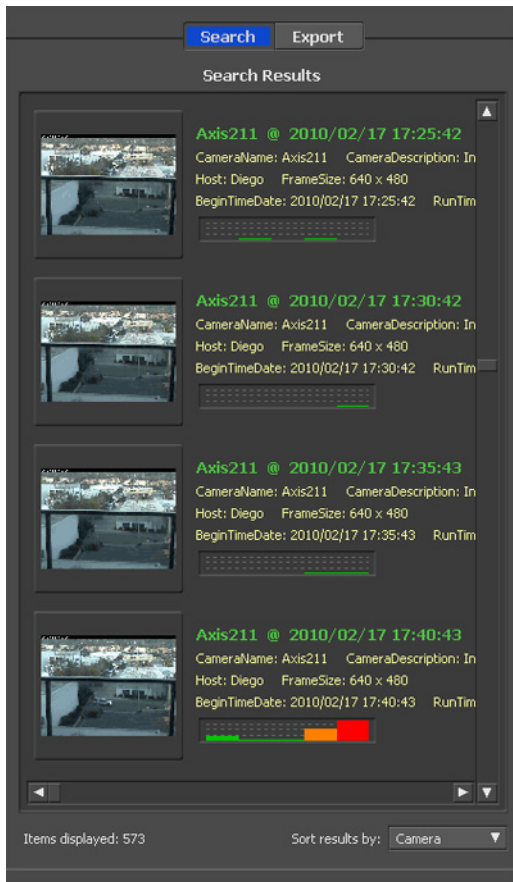 Search Export
Search Results
Axis211 @ 2010/02/17 17:25:42
CameraName: Axis211 CameraDescription: In
Host: Diego FrameSize: 640 x 480
BeginTimeDate: 2010/02/17 17:25:42 RunTim
Axis211 @ 2010/02/17 17:30:42
CameraName: Axis211 CameraDescription: In
Host: Diego FrameSize: 640 x 480
BeginTimeDate: 2010/02/17 17:30:42 RunTim
Axis211 @ 2010/02/17 17:35:43
CameraName: Axis211 CameraDescription: In
Host: Diego FrameSize: 640 x 480
BeginTimeDate: 2010/02/17 17:35:43 RunTim
Axis211 @ 2010/02/17 17:40:43
CameraName: Axis211 CameraDescription: In
Host: Diego FrameSize: 640 x 480
BeginTimeDate: 2010/02/17 17:40:43 RunTim
Items displayed: 573 Sort results by: Camera